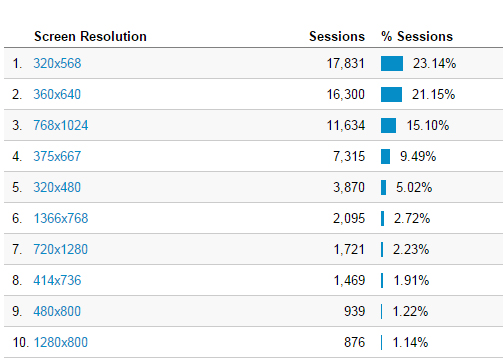 Screen Resolution Sessions % Sessions
1. 320x568 17,831 23.14%
2. 360x640 16,300 21.15%
3. 768x1024 11,634 15.10%
4. 375x667 7,315 9.49%
5. 320x480 3,870 5.02%
6. 1366x768 2,095 2.72%
7. 720x1280 1,721 2.23%
8. 414x736 1,469 1.91%
9. 480x800 939 1.22%
10. 1280x800 876 1.14%